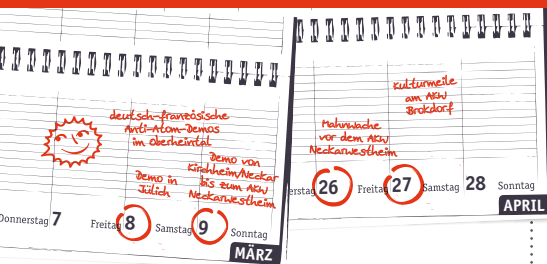 deutsch-französische
Anti-Atom-Demos
im Oberrheintal
Demo von
Kirchheim/Neckar
bis zum AKW
Neckarwestheim
Demo in
Jülich
Donnerstag 7
Freitag 8
Samstag 9
Sonntag
MÄRZ
Kulturmeile
am AKW
Brokdorf
Mahnwache
vor dem AKW
Neckarwestheim
erstag 26
Freitag 27
Samstag 28
Sonntag
APRIL